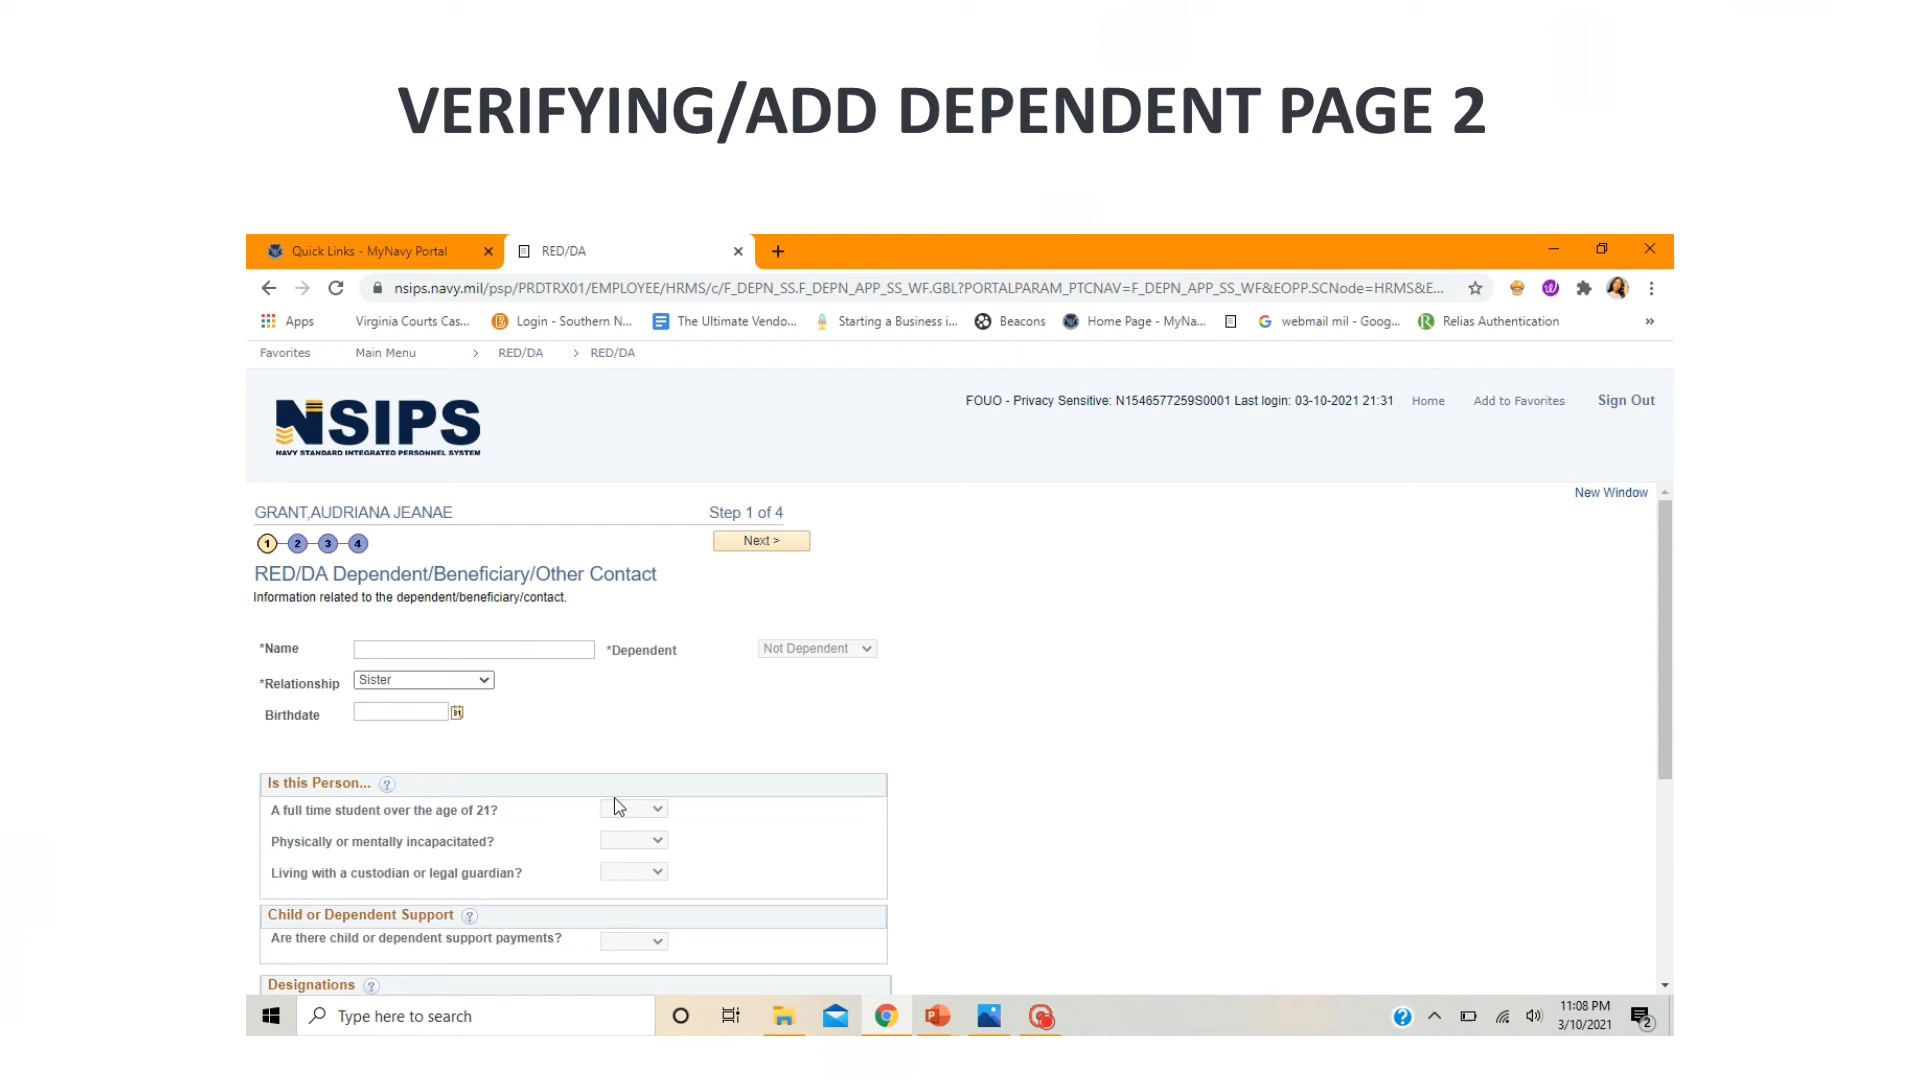 VERIFYING/ADD DEPENDENT PAGE 2
Quick Links - MyNavy Portal
RED/DA
nsips.navy.mil/psp/PRDTRX01/EMPLOYEE/HRMS/c/F_DEPN_SS.F_DEPN_APP_SS_WF.GBL?PORTALPARAM_PTCNAV=F_DEPN_APP_SS_WF&EOPP.SCNode=HRMS&E...
Apps Virginia Courts Cas... Login - Southern N... The Ultimate Vendo... Starting a Business i... Beacons Home Page - MyNa... webmail mil - Goog... Relias Authentication »
Favorites Main Menu > RED/DA > RED/DA
NSIPS
NAVY STANDARD INTEGRATED PERSONNEL SYSTEM
FOUO - Privacy Sensitive: N1546577259S0001 Last login: 03-10-2021 21:31 Home Add to Favorites Sign Out
New Window
GRANT,AUDRIANA JEANAE Step 1 of 4
1 2 3 4 Next >
RED/DA Dependent/Beneficiary/Other Contact
Information related to the dependent/beneficiary/contact.
*Name *Dependent Not Dependent
*Relationship Sister
Birthdate 31
Is this Person... ?
A full time student over the age of 21?
Physically or mentally incapacitated?
Living with a custodian or legal guardian?
Child or Dependent Support ?
Are there child or dependent support payments?
Designations ?
Type here to search
11:08 PM
3/10/2021
2